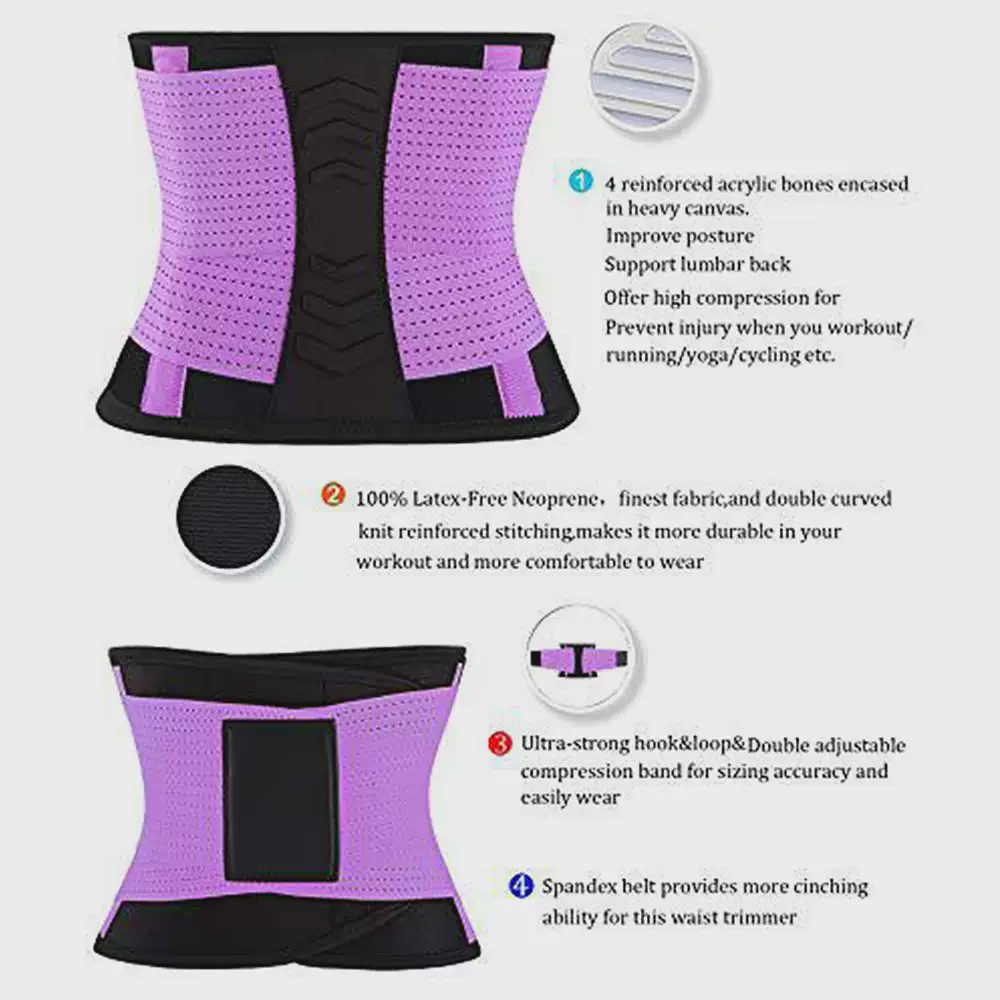 1 4 reinforced acrylic bones encased
in heavy canvas.
Improve posture
Support lumbar back
Offer high compression for
Prevent injury when you workout/
running/yoga/cycling etc.
2 100% Latex-Free Neoprene, finest fabric,and double curved
knit reinforced stitching,makes it more durable in your
workout and more comfortable to wear
3 Ultra-strong hook&loop&Double adjustable
compression band for sizing accuracy and
easily wear
4 Spandex belt provides more cinching
ability for this waist trimmer